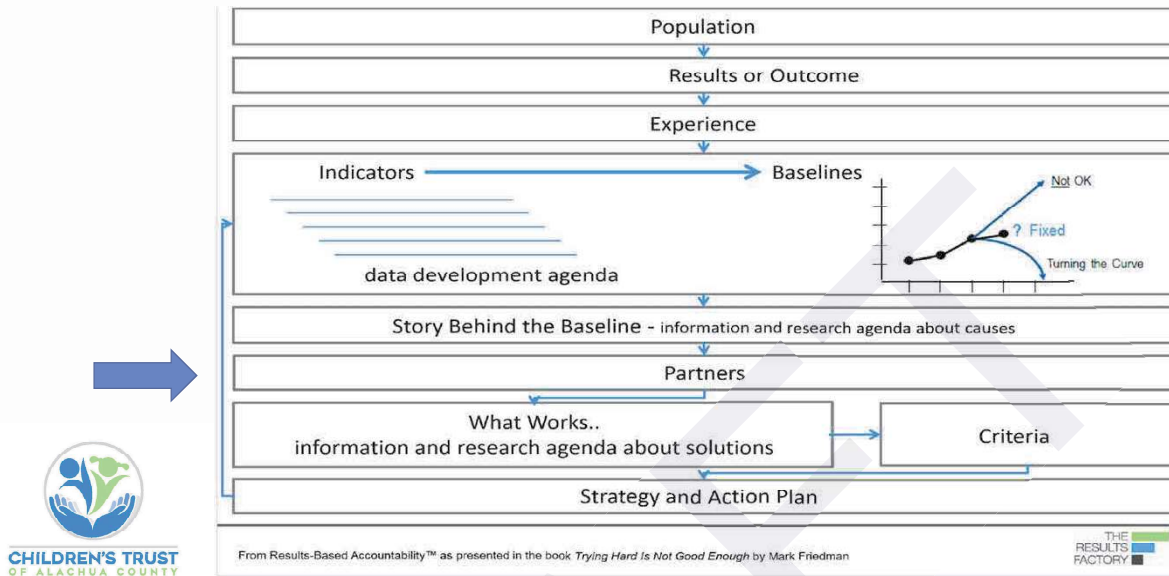 Population
Results or Outcome
Experience
Indicators
Baselines
Not OK
? Fixed
Turning the Curve
data development agenda
Story Behind the Baseline - information and research agenda about causes
Partners
What Works..
information and research agenda about solutions
Criteria
Strategy and Action Plan
CHILDREN'S TRUST
OF ALACHUA COUNTY
From Results-Based Accountability™ as presented in the book Trying Hard Is Not Good Enough by Mark Friedman
THE
RESULTS
FACTORY